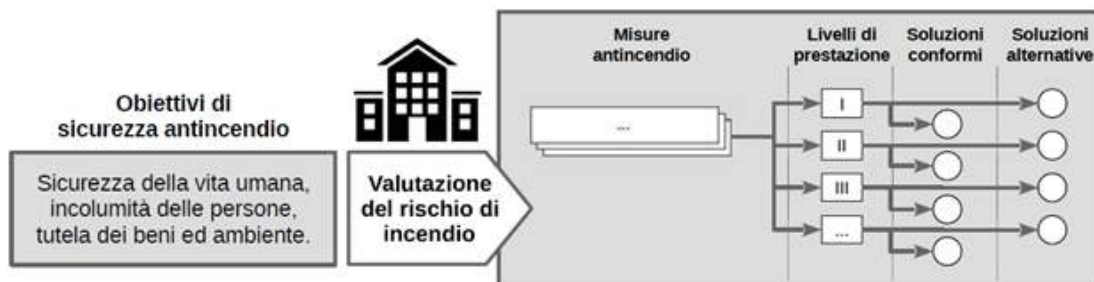 Obiettivi di
sicurezza antincendio
Sicurezza della vita umana,
incolumità delle persone,
tutela dei beni ed ambiente.
Valutazione
del rischio di
incendio
Misure
antincendio
...
Livelli di
prestazione
I
II
III
...
Soluzioni
conformi
Soluzioni
alternative